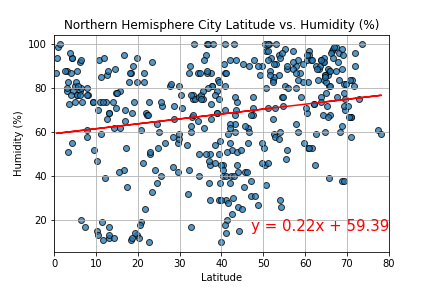 Northern Hemisphere City Latitude vs. Humidity (%)
100
80
60
40
20
Humidity (%)
y = 0.22x + 59.39
0 10 20 30 40 50 60 70 80
Latitude